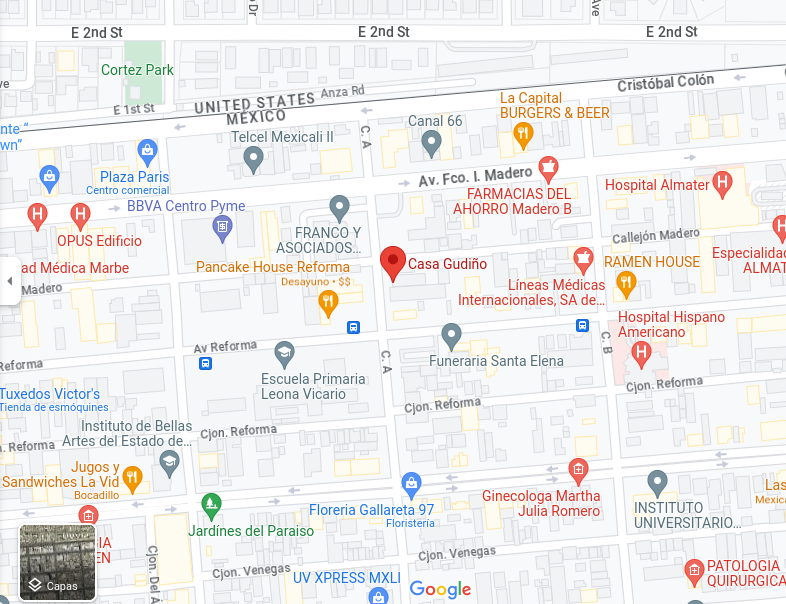 Dr
Ave
E 2nd St
E 2nd St
E 2nd St
Cortez Park
ve
Anza Rd
Cristóbal Colón
E 1st St
UNITED STATES
MÉXICO
La Capital
BURGERS & BEER
Canal 66
C. A
nte “
wn”
Telcel Mexicali II
Plaza Paris
Centro comercial
Av. Fco. I. Madero
Hospital Almater
FARMACIAS DEL
AHORRO Madero B
BBVA Centro Pyme
OPUS Edificio
FRANCO Y
ASOCIADOS...
Callejón Madero
Especialidad
ALMAT
ad Médica Marbe
Pancake House Reforma
Desayuno • $$
Casa Gudiño
RAMEN HOUSE
Líneas Médicas
Internacionales, SA de...
Madero
Hospital Hispano
Americano
Av Reforma
C. A
C. B
Reforma
Escuela Primaria
Leona Vicario
Funeraria Santa Elena
Cjon. Reforma
Tuxedos Victor's
Tienda de esmóquines
Cjon. Reforma
Instituto de Bellas
Artes del Estado de...
Cjon. Reforma
. Reforma
Jugos y
Sandwiches La Vid
Bocadillo
Ginecologa Martha
Julia Romero
Las
Mexica
Floreria Gallareta 97
Floristería
INSTITUTO
UNIVERSITARIO...
Jardínes del Paraiso
IA
EN
Cjon. Del A
Cjon. Venegas
Cjon. Venegas
PATOLOGIA
QUIRURGICA
UV XPRESS MXLI
Capas
Google